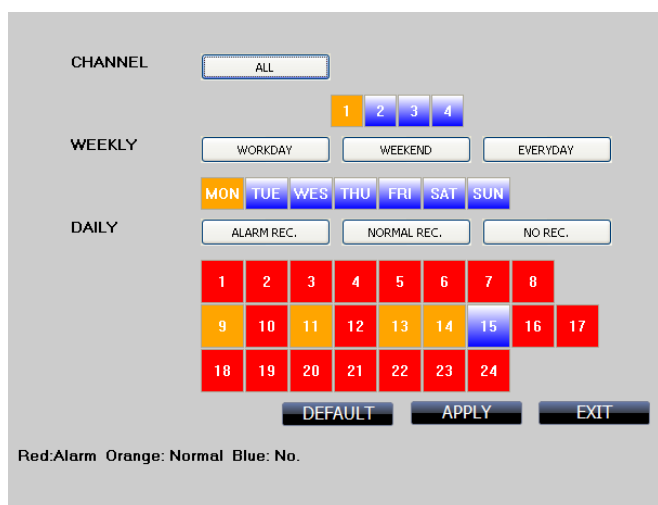 CHANNEL ALL
1 2 3 4
WEEKLY WORKDAY WEEKEND EVERYDAY
MON TUE WES THU FRI SAT SUN
DAILY ALARM REC. NORMAL REC. NO REC.
1 2 3 4 5 6 7 8
9 10 11 12 13 14 15 16 17
18 19 20 21 22 23 24
DEFAULT APPLY EXIT
Red:Alarm Orange: Normal Blue: No.